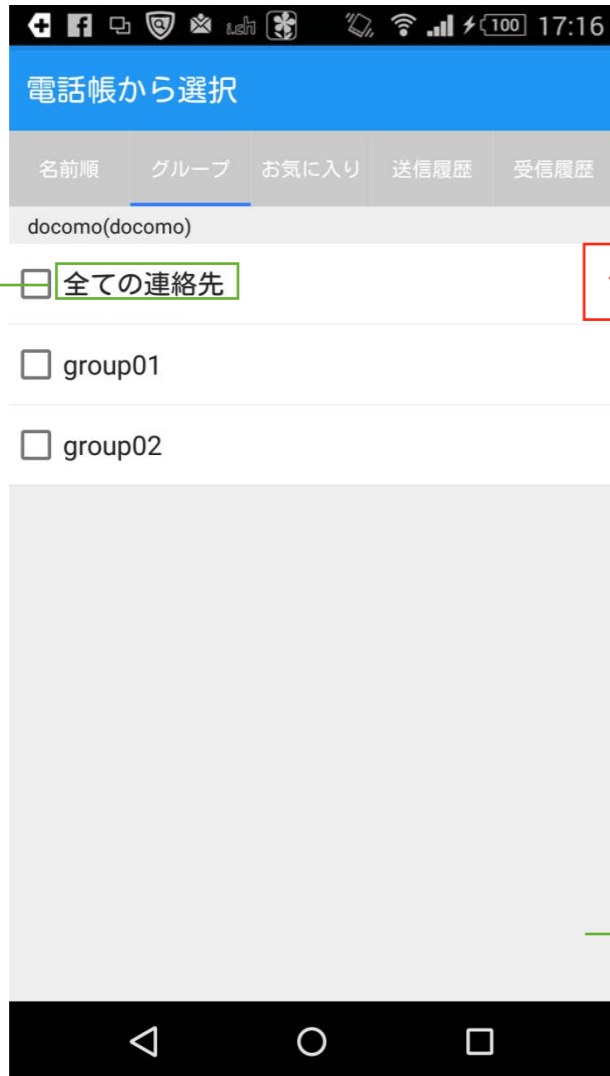 100 17:16
電話帳から選択
名前順 グループ お気に入り 送信履歴 受信履歴
docomo(docomo)
全ての連絡先
group01
group02